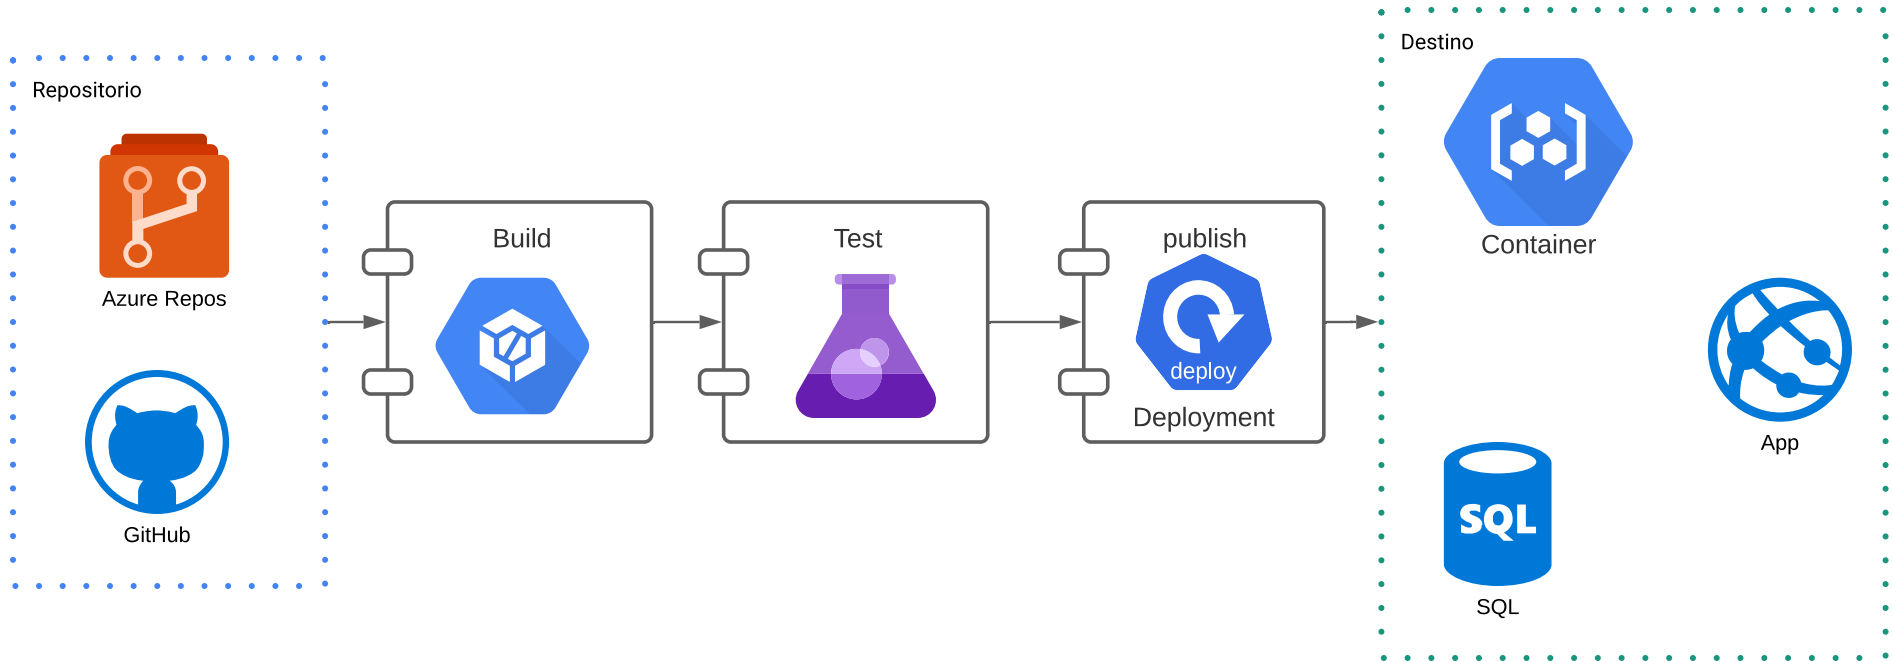 Repositorio
Azure Repos
GitHub
Build
Test
publish
deploy
Deployment
Destino
Container
App
SQL
SQL